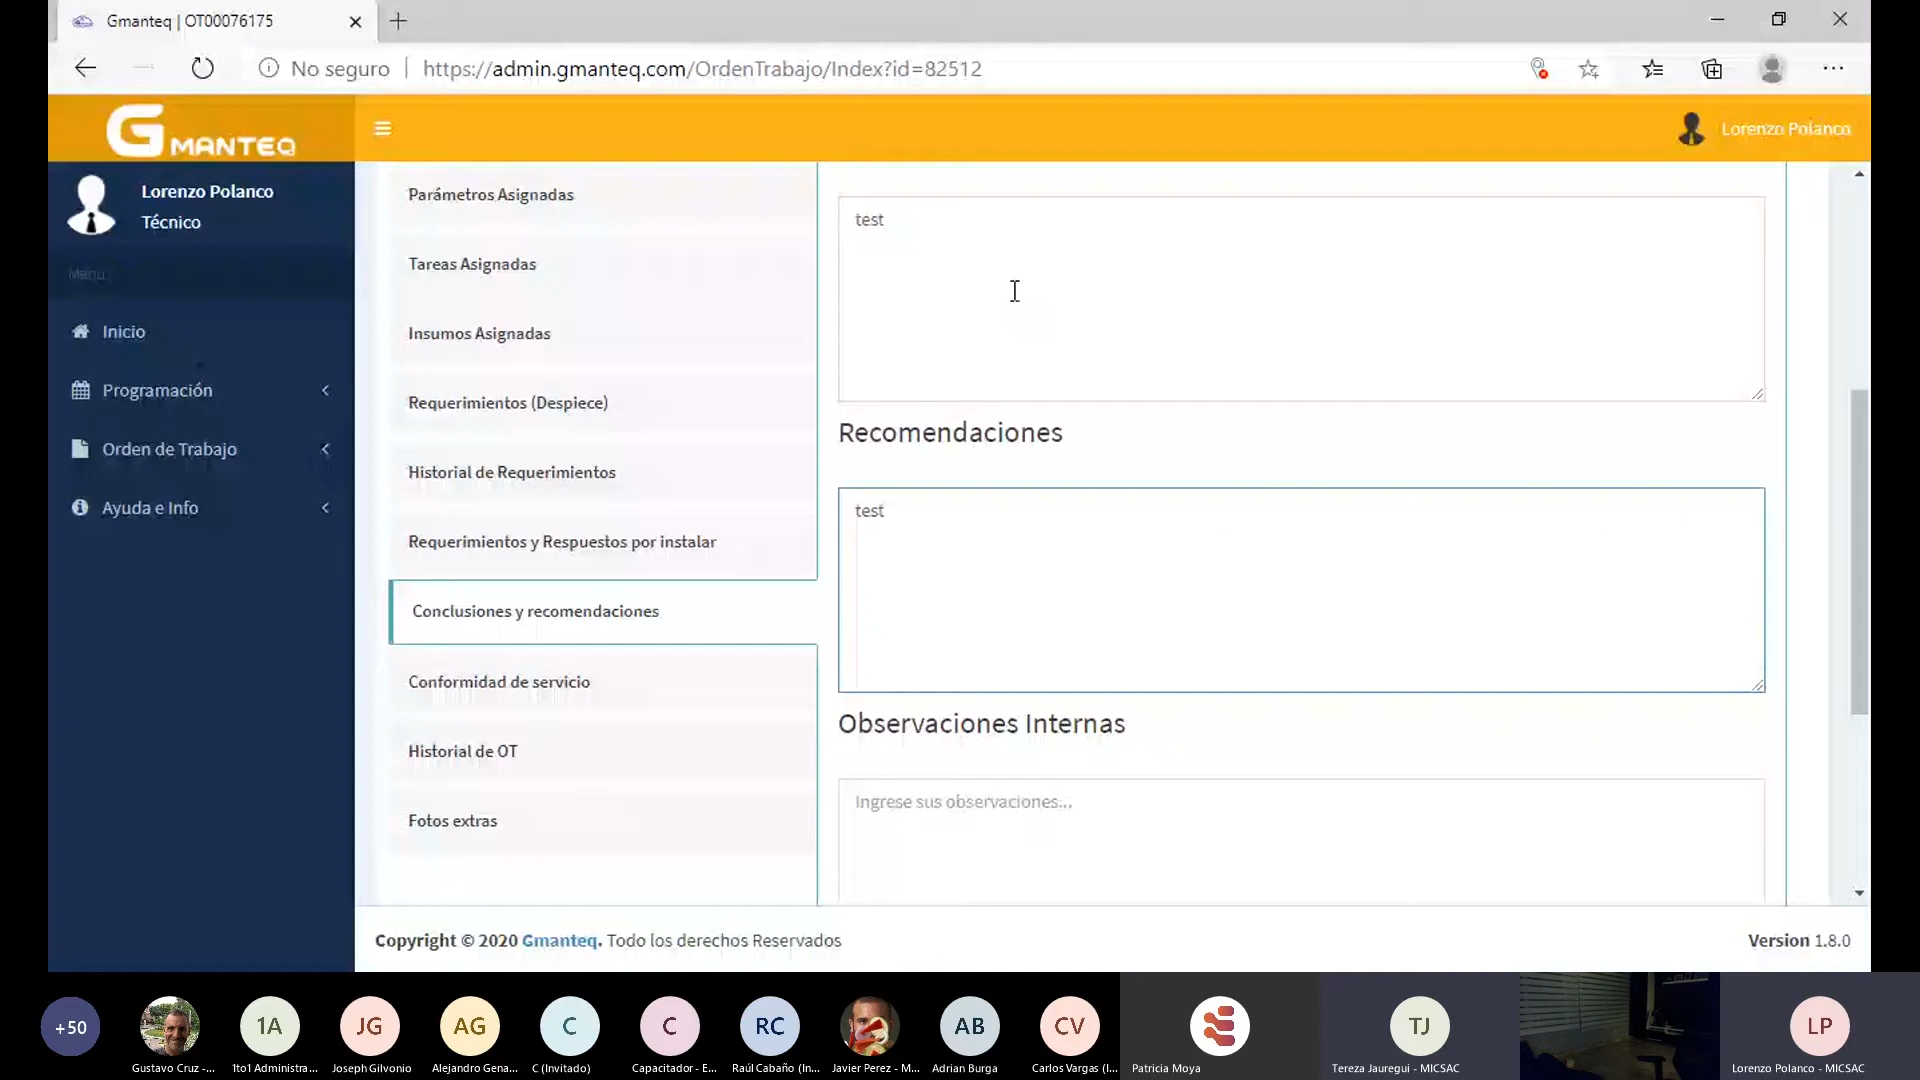 Gmanteq | OT00076175
No seguro | https://admin.gmanteq.com/OrdenTrabajo/Index?id=82512
GMANTEQ
Lorenzo Polanco
Lorenzo Polanco
Técnico
Menu
Inicio
Programación
Orden de Trabajo
Ayuda e Info
Parámetros Asignadas
Tareas Asignadas
Insumos Asignadas
Requerimientos (Despiece)
Historial de Requerimientos
Requerimientos y Respuestos por instalar
Conclusiones y recomendaciones
Conformidad de servicio
Historial de OT
Fotos extras
test
Recomendaciones
test
Observaciones Internas
Ingrese sus observaciones...
Copyright © 2020 Gmanteq. Todo los derechos Reservados
Version 1.8.0
+50
1A
JG
AG
C
C
RC
AB
CV
TJ
LP
Gustavo Cruz -...
1to1 Administra...
Joseph Gilvonio
Alejandro Gena...
C (Invitado)
Capacitador - E...
Raúl Cabaño (In...
Javier Perez - M...
Adrian Burga
Carlos Vargas (I...
Patricia Moya
Tereza Jauregui - MICSAC
Lorenzo Polanco - MICSAC